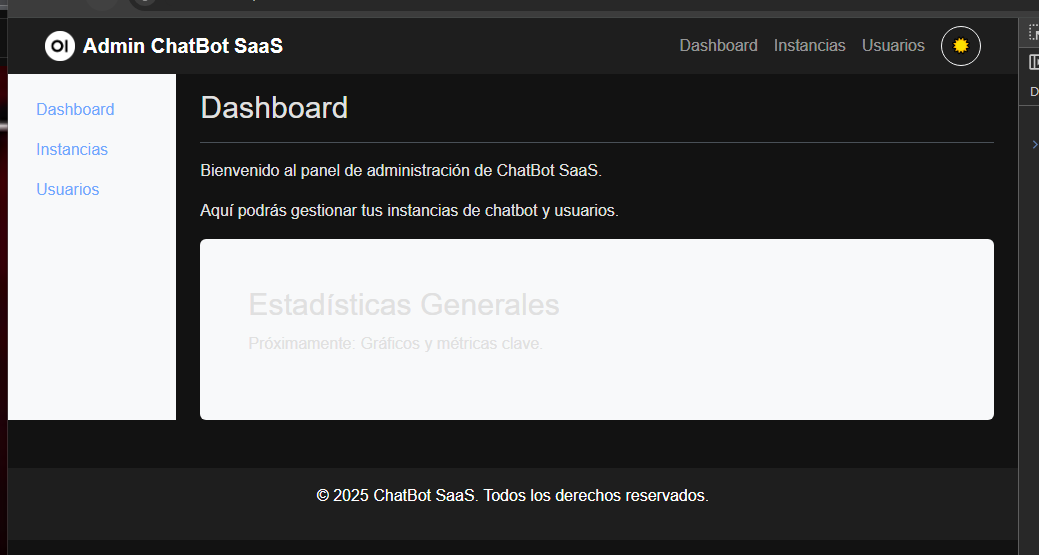 OI Admin ChatBot SaaS
Dashboard Instancias Usuarios
Dashboard
Instancias
Usuarios
Dashboard
Bienvenido al panel de administración de ChatBot SaaS.
Aquí podrás gestionar tus instancias de chatbot y usuarios.
Estadísticas Generales
Próximamente: Gráficos y métricas clave.
© 2025 ChatBot SaaS. Todos los derechos reservados.
D